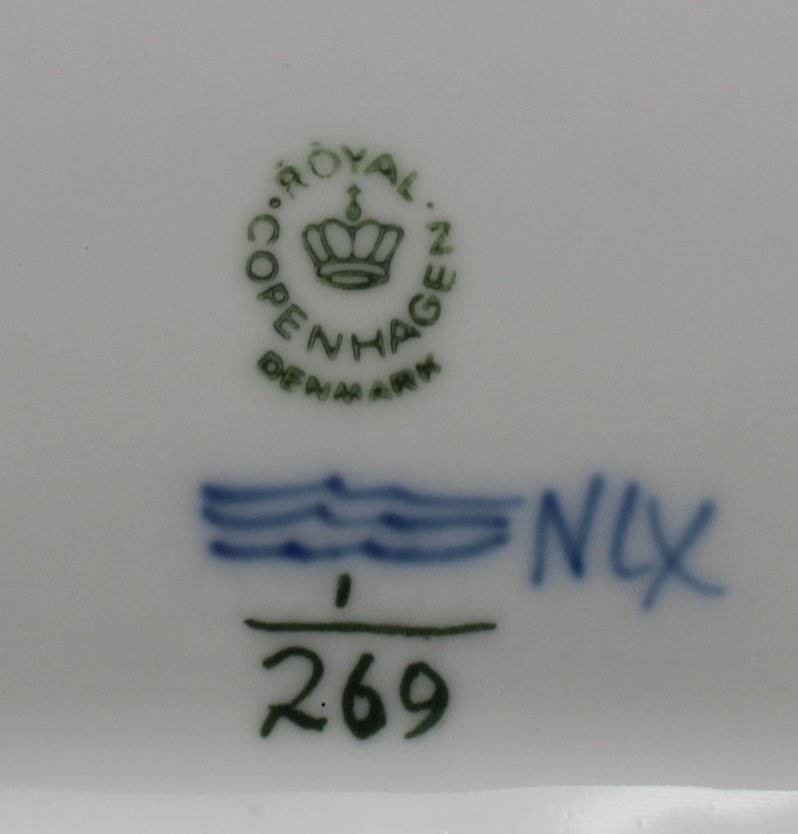 ROYAL
COPENHAGEN
DENMARK
NLX
1
269